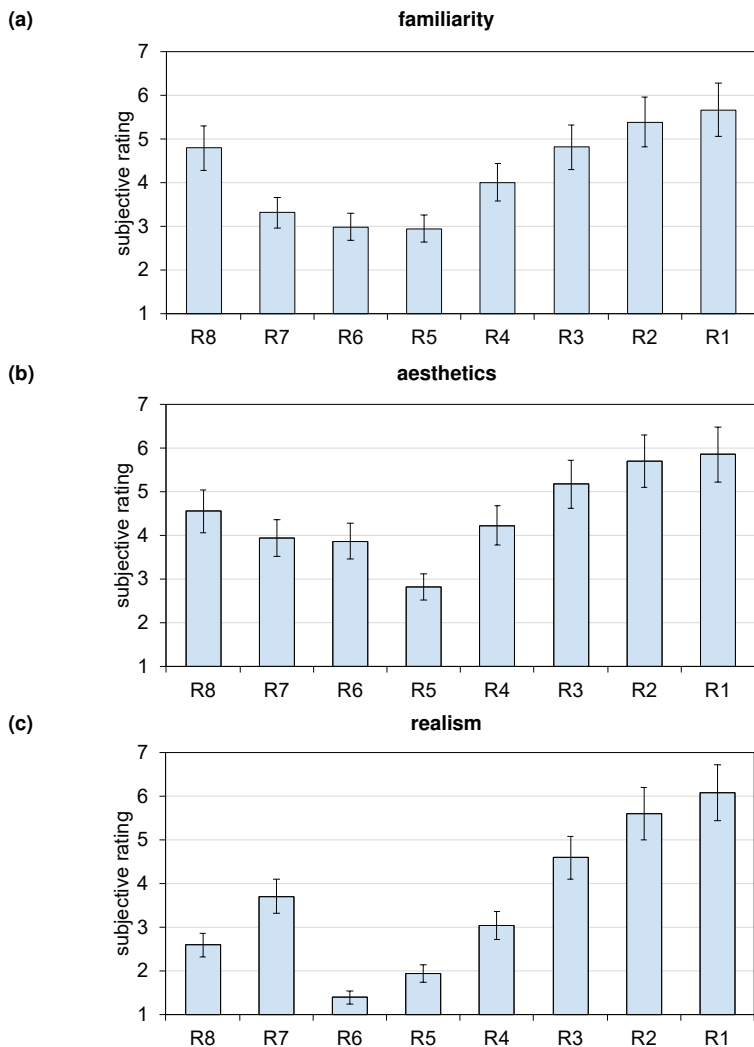 (a)
familiarity
7
6
5
4
3
2
1
subjective rating
R8 R7 R6 R5 R4 R3 R2 R1
(b)
aesthetics
7
6
5
4
3
2
1
subjective rating
R8 R7 R6 R5 R4 R3 R2 R1
(c)
realism
7
6
5
4
3
2
1
subjective rating
R8 R7 R6 R5 R4 R3 R2 R1